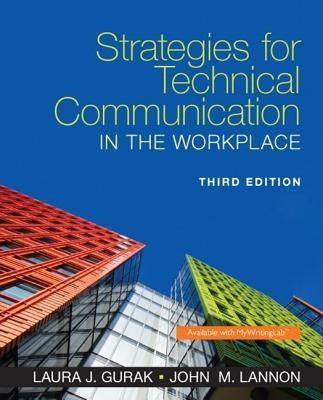 Strategies for
Technical
Communication
IN THE WORKPLACE
THIRD EDITION
Available with MyWritingLab™
LAURA J. GURAK • JOHN M. LANNON